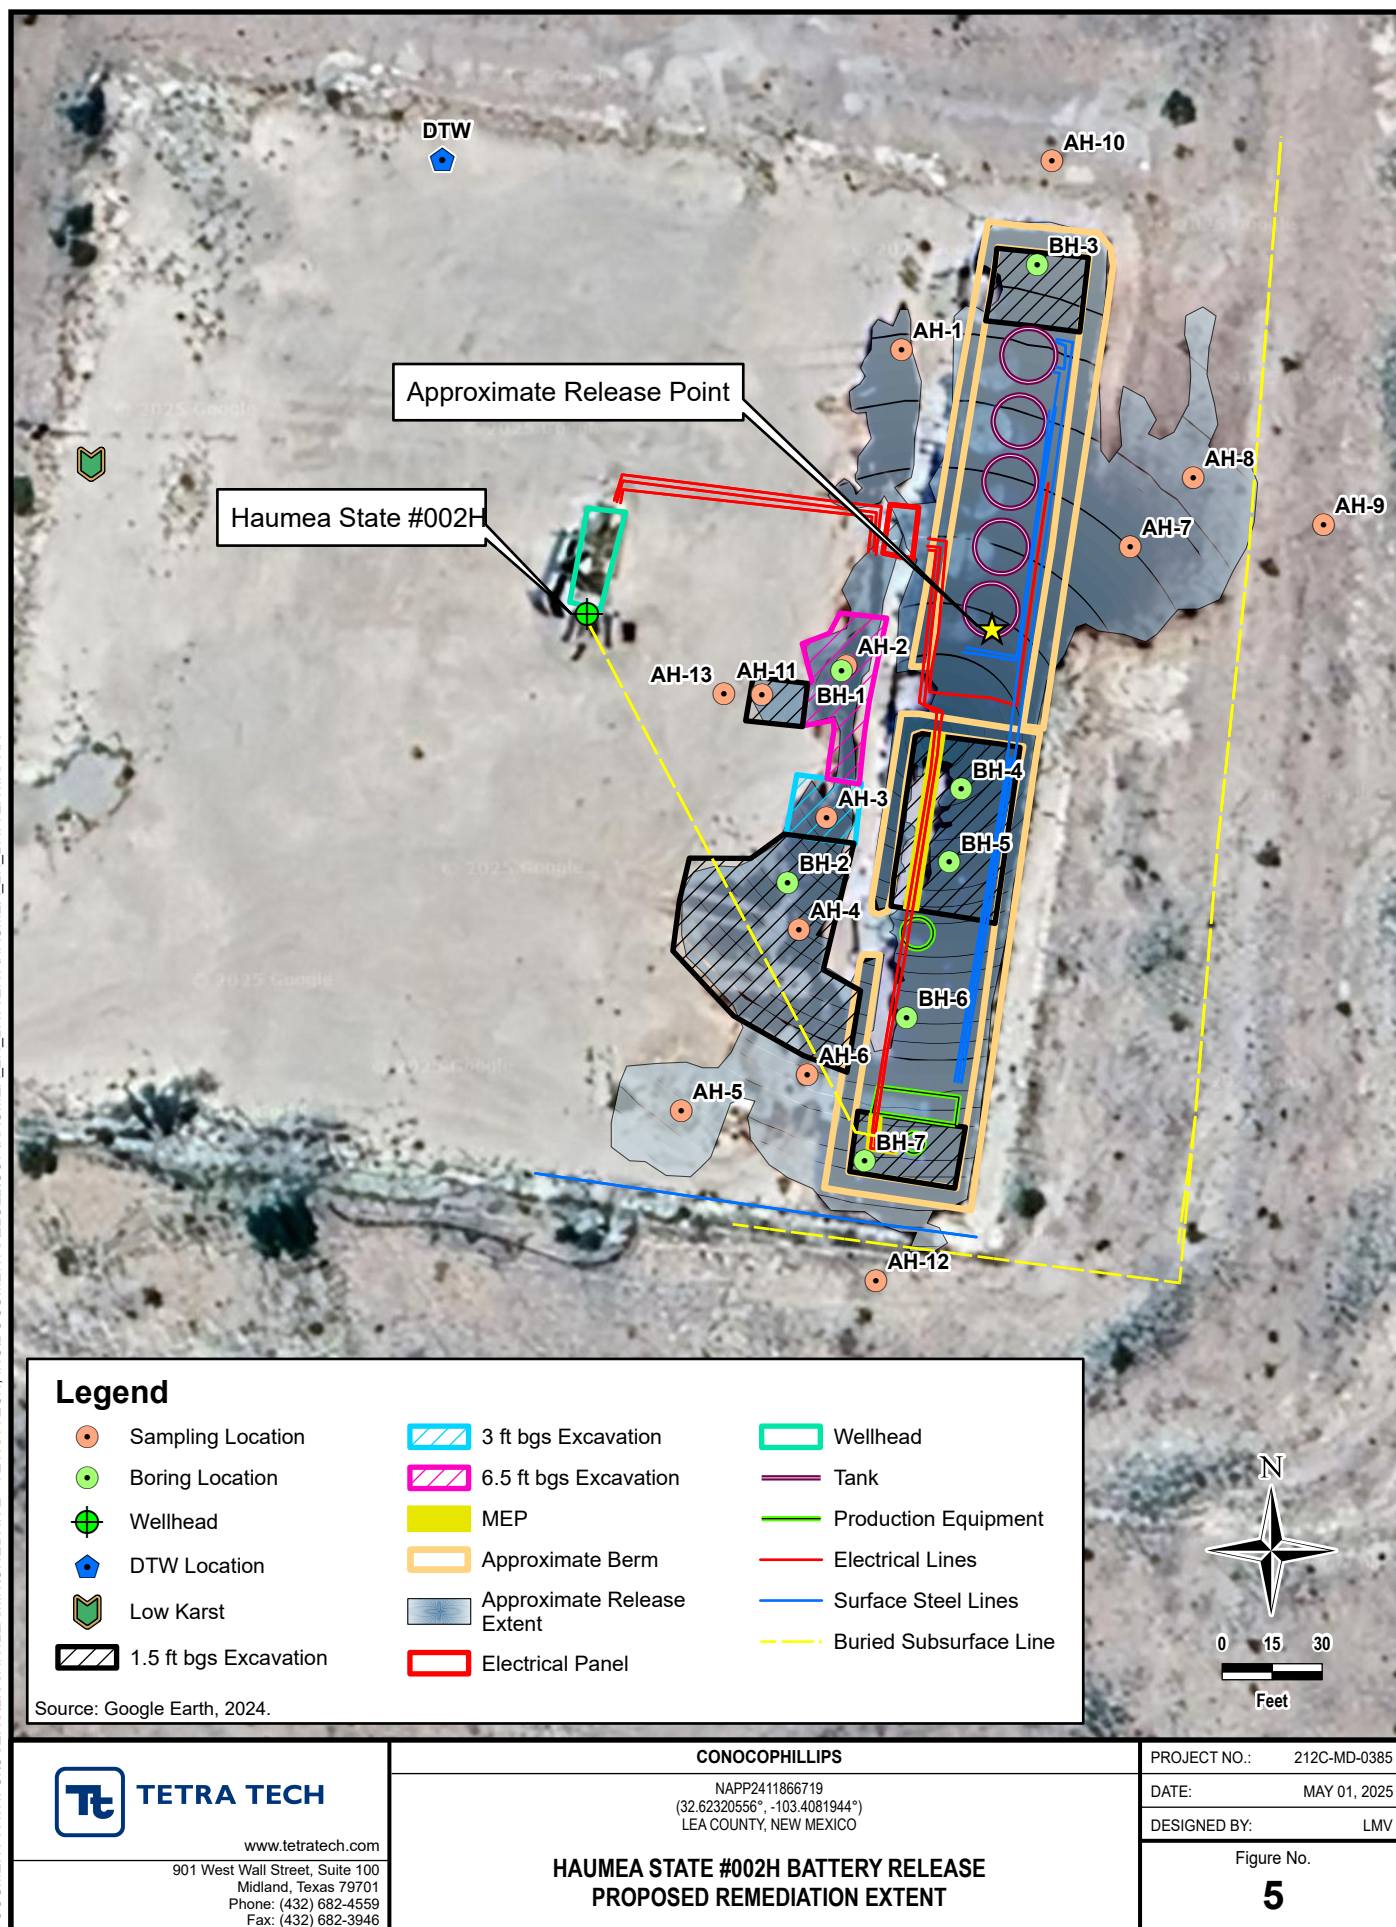 DTW
AH-10
BH-3
AH-1
Approximate Release Point
AH-8
Haumea State #002H
AH-9
AH-7
AH-2
AH-13
AH-11
BH-1
BH-4
AH-3
BH-5
BH-2
AH-4
BH-6
AH-6
AH-5
BH-7
AH-12
Legend
Sampling Location
Boring Location
Wellhead
DTW Location
Low Karst
1.5 ft bgs Excavation
3 ft bgs Excavation
6.5 ft bgs Excavation
MEP
Approximate Berm
Approximate Release
Extent
Electrical Panel
Wellhead
Tank
Production Equipment
Electrical Lines
Surface Steel Lines
Buried Subsurface Line
Source: Google Earth, 2024.
N
0 15 30
Feet
TETRA TECH
www.tetratech.com
901 West Wall Street, Suite 100
Midland, Texas 79701
Phone: (432) 682-4559
Fax: (432) 682-3946
CONOCOPHILLIPS
NAPP2411866719
(32.62320556°, -103.4081944°)
LEA COUNTY, NEW MEXICO
HAUMEA STATE #002H BATTERY RELEASE
PROPOSED REMEDIATION EXTENT
PROJECT NO.: 212C-MD-0385
DATE: MAY 01, 2025
DESIGNED BY: LMV
Figure No.
5